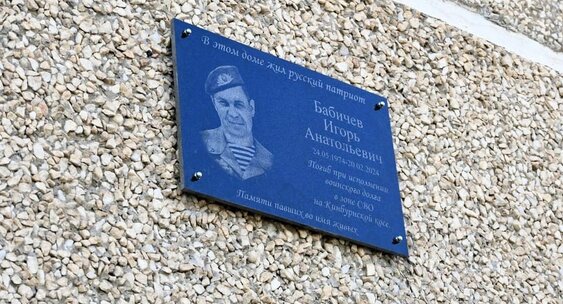 В этом доме жил русский патриот
Бабичев
Игорь
Анатольевич
24.05.1974-20.02.2024
Погиб при исполнении
воинского долга
в зоне СВО
на Кинбурнской косе
Памяти павших во имя живых